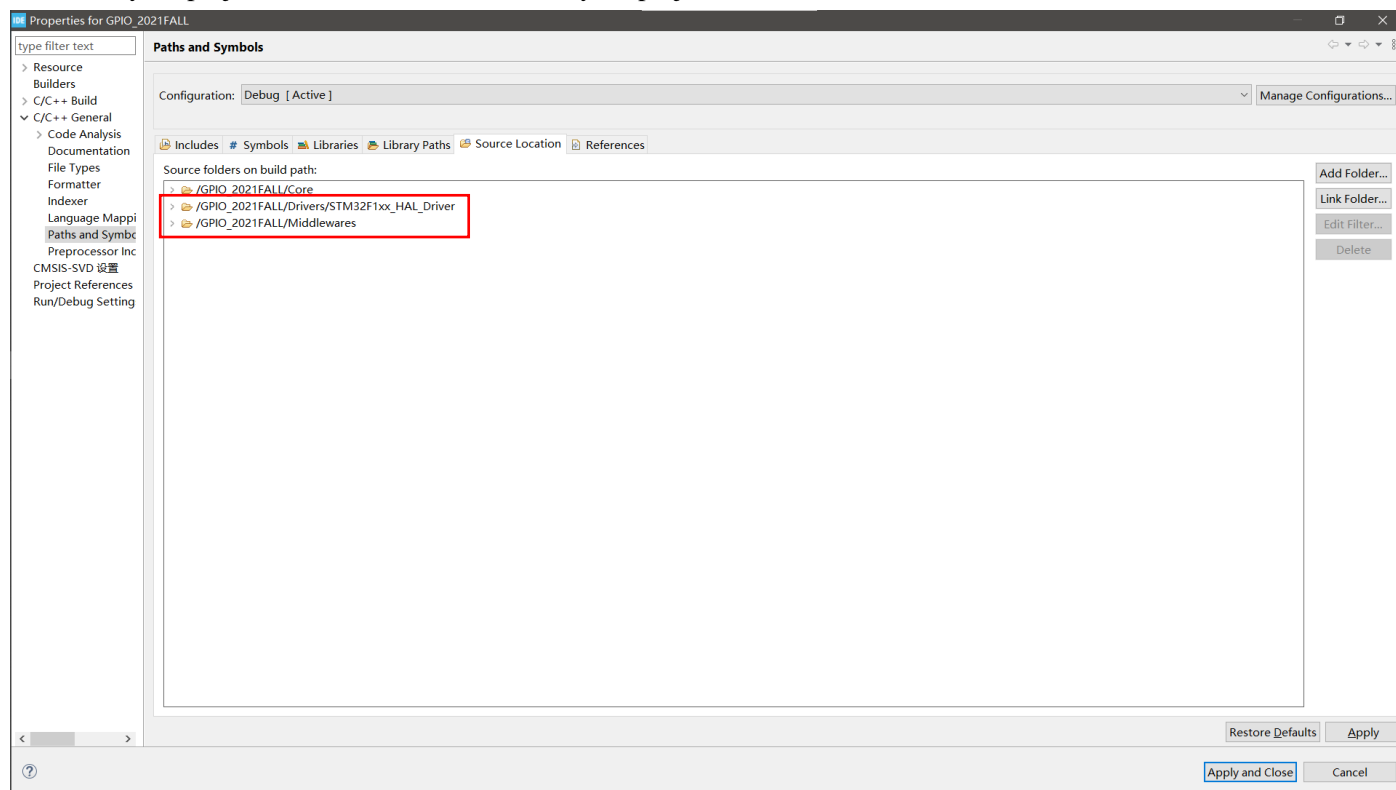 IDE Properties for GPIO_2021FALL
type filter text
Paths and Symbols
Resource
Builders
C/C++ Build
C/C++ General
Code Analysis
Documentation
File Types
Formatter
Indexer
Language Mappi
Paths and Symbo
Preprocessor Inc
CMSIS-SVD 设置
Project References
Run/Debug Setting
Configuration: Debug [ Active ]
Manage Configurations...
Includes # Symbols Libraries Library Paths Source Location References
Source folders on build path:
/GPIO_2021FALL/Core
/GPIO_2021FALL/Drivers/STM32F1xx_HAL_Driver
/GPIO_2021FALL/Middlewares
Add Folder...
Link Folder...
Edit Filter...
Delete
Restore Defaults Apply
Apply and Close Cancel